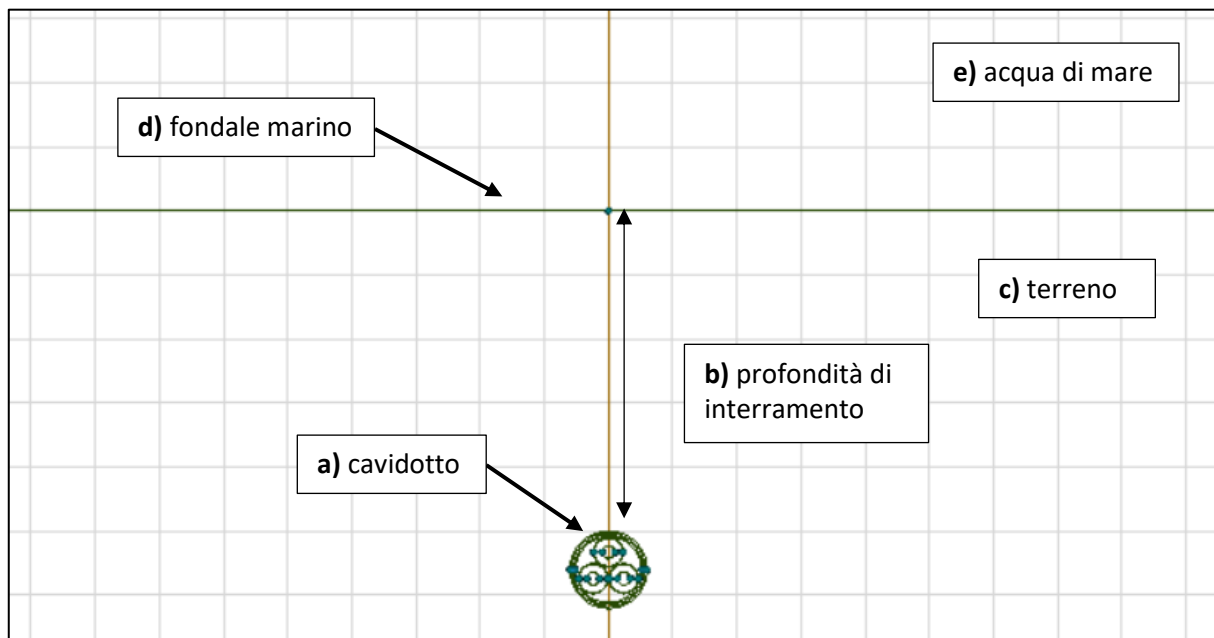 e) acqua di mare
d) fondale marino
c) terreno
b) profondità di
interramento
a) cavidotto